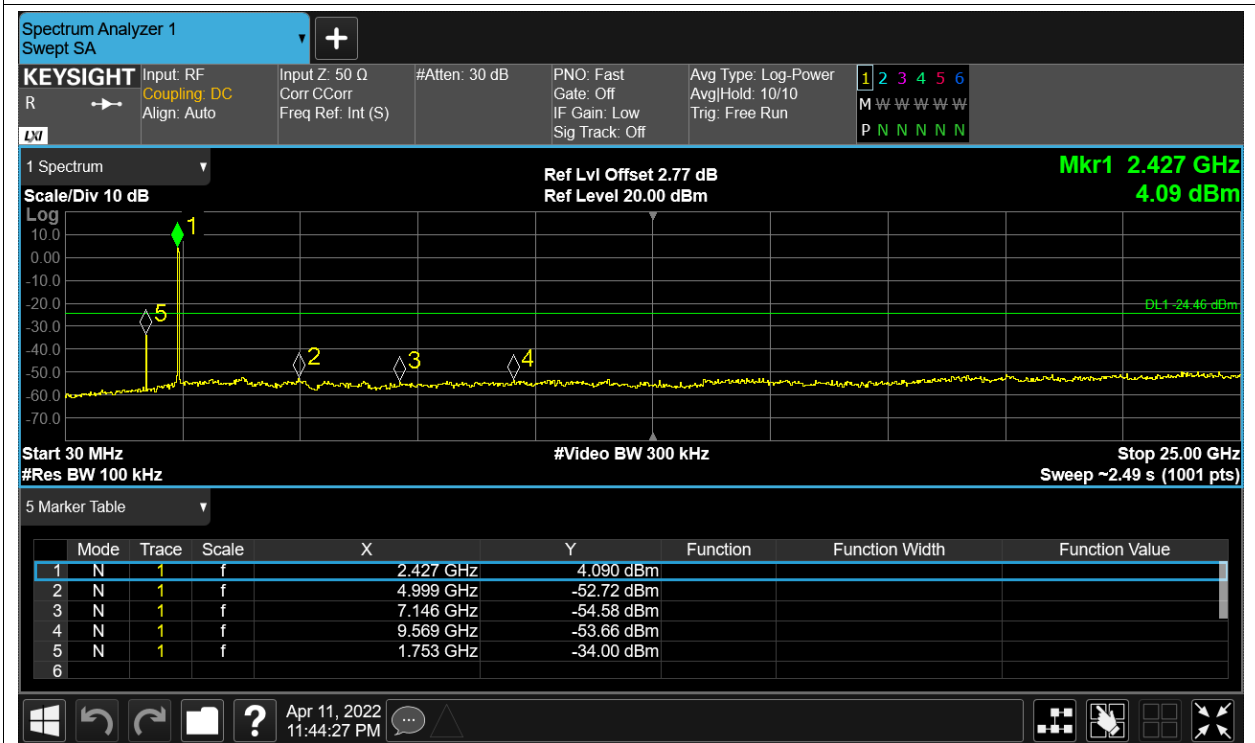 Spectrum Analyzer 1
Swept SA
KEYSIGHT Input: RF Input Z: 50 Ω #Atten: 30 dB PNO: Fast Avg Type: Log-Power 1 2 3 4 5 6
R Coupling: DC Corr CCorr Gate: Off Avg|Hold: 10/10 M W W W W W
Align: Auto Freq Ref: Int (S) IF Gain: Low Trig: Free Run
LXI Sig Track: Off P N N N N N
1 Spectrum Ref Lvl Offset 2.77 dB Mkr1 2.427 GHz
Scale/Div 10 dB Ref Level 20.00 dBm 4.09 dBm
Log
10.0 1
0.00
-10.0
-20.0 5 DL1 -24.46 dBm
-30.0
-40.0 2 3 4
-50.0
-60.0
-70.0
Start 30 MHz #Video BW 300 kHz Stop 25.00 GHz
#Res BW 100 kHz Sweep ~2.49 s (1001 pts)
5 Marker Table
Mode Trace Scale X Y Function Function Width Function Value
1 N 1 f 2.427 GHz 4.090 dBm
2 N 1 f 4.999 GHz -52.72 dBm
3 N 1 f 7.146 GHz -54.58 dBm
4 N 1 f 9.569 GHz -53.66 dBm
5 N 1 f 1.753 GHz -34.00 dBm
6
? Apr 11, 2022
11:44:27 PM